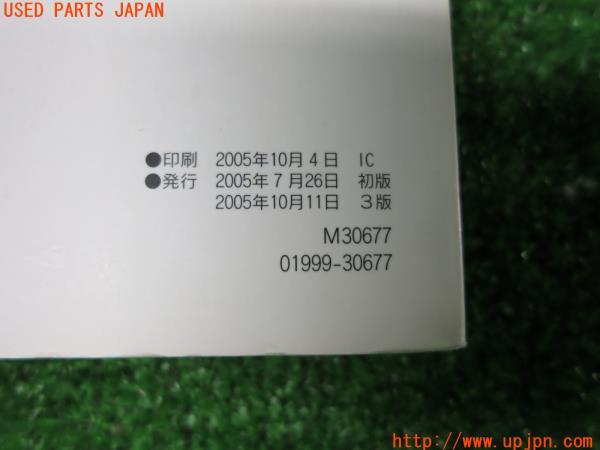 USED PARTS JAPAN
●印刷 2005年10月4日 IC
●発行 2005年7月26日 初版
2005年10月11日 3版
M30677
01999-30677
http://www.upjpn.com/